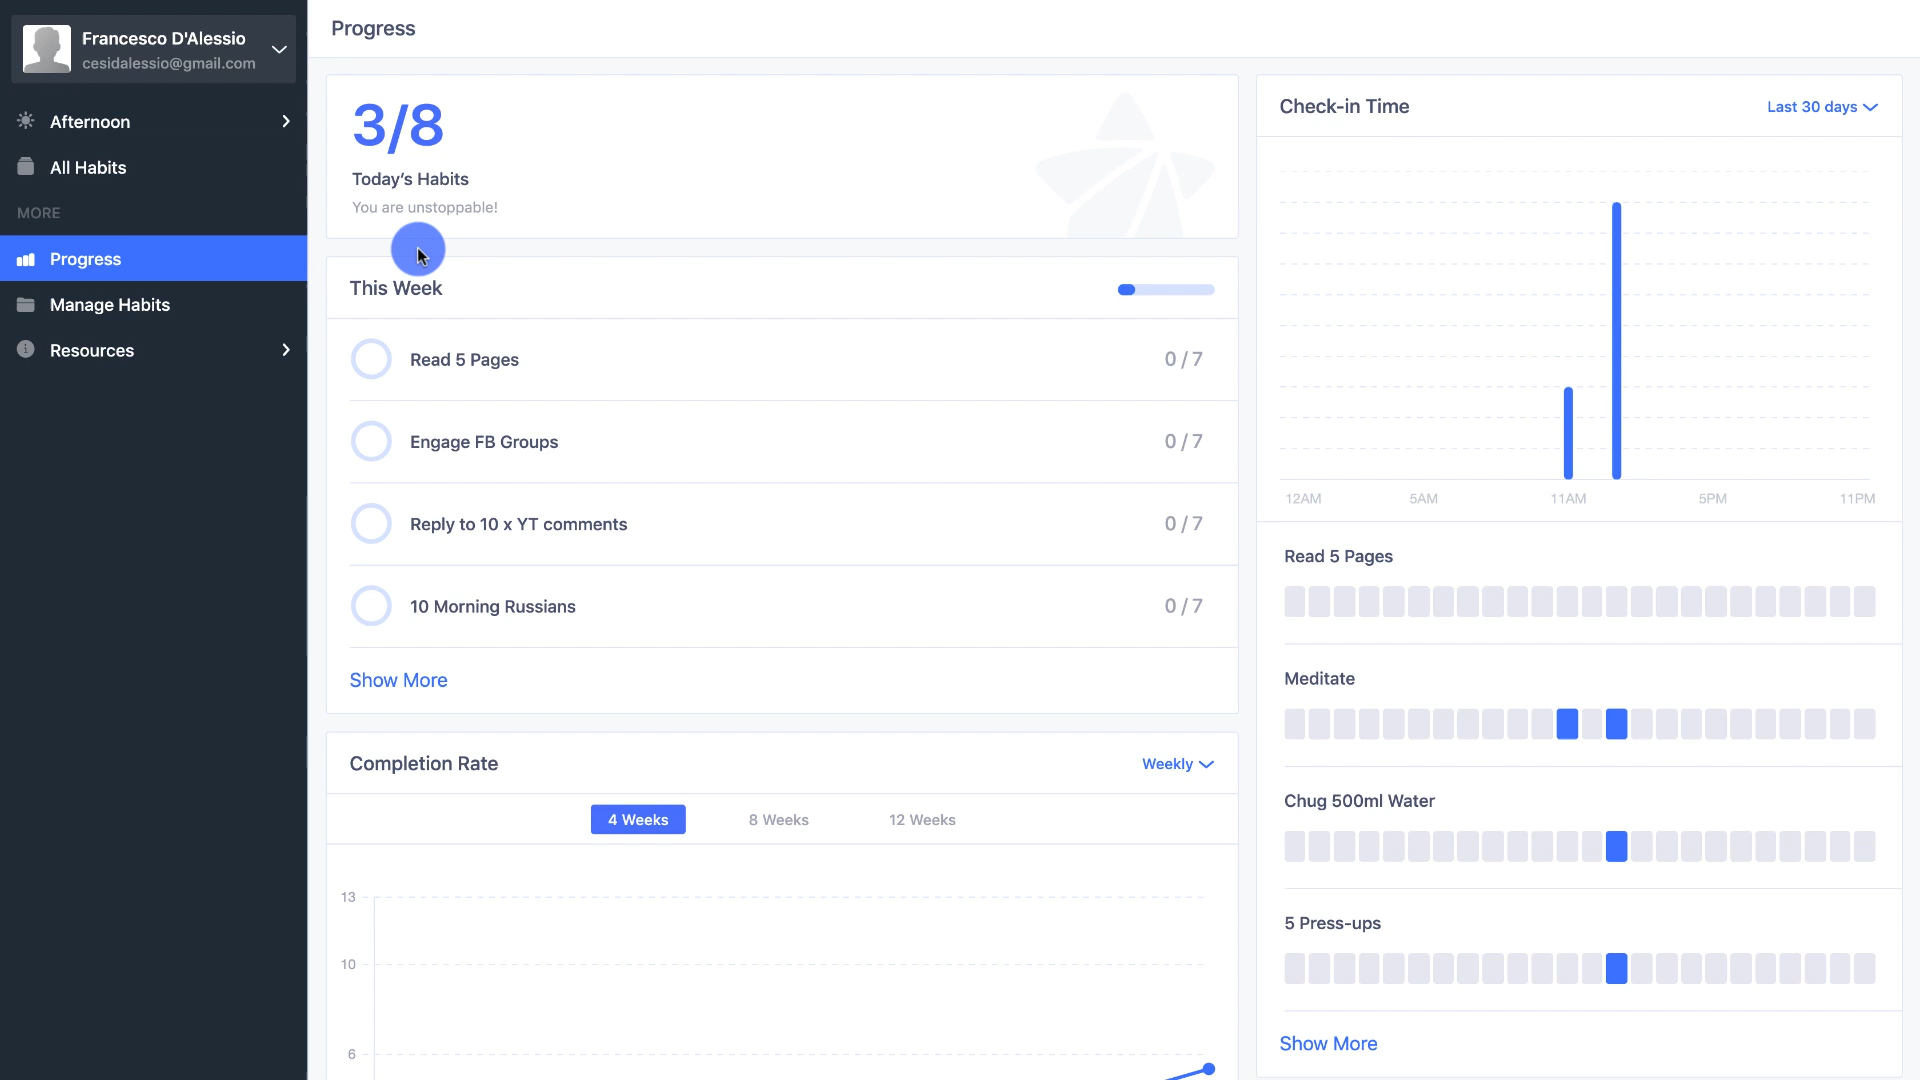 Francesco D'Alessio
cesidalessio@gmail.com
Afternoon
All Habits
MORE
Progress
Manage Habits
Resources
Progress
3/8
Today's Habits
You are unstoppable!
This Week
Read 5 Pages 0 / 7
Engage FB Groups 0 / 7
Reply to 10 x YT comments 0 / 7
10 Morning Russians 0 / 7
Show More
Completion Rate Weekly
4 Weeks 8 Weeks 12 Weeks
13
10
6
Check-in Time Last 30 days
12AM 5AM 11AM 5PM 11PM
Read 5 Pages
Meditate
Chug 500ml Water
5 Press-ups
Show More